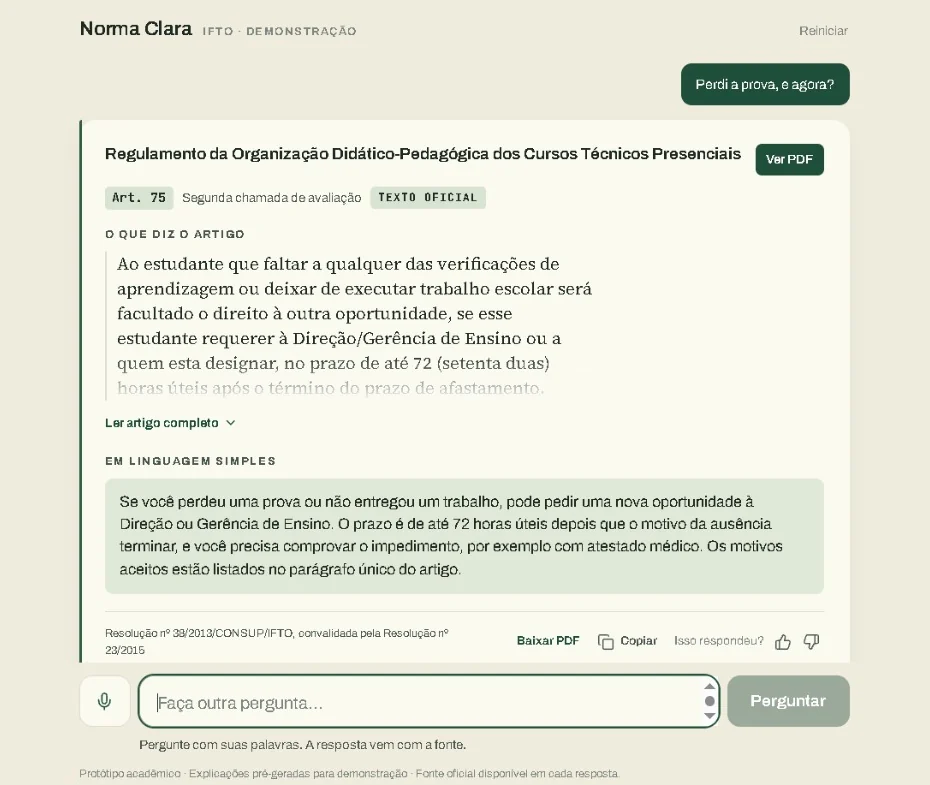 Norma Clara IFTO · DEMONSTRAÇÃO
Reiniciar
Perdi a prova, e agora?
Regulamento da Organização Didático-Pedagógica dos Cursos Técnicos Presenciais
Ver PDF
Art. 75 Segunda chamada de avaliação TEXTO OFICIAL
O QUE DIZ O ARTIGO
Ao estudante que faltar a qualquer das verificações de
aprendizagem ou deixar de executar trabalho escolar será
facultado o direito à outra oportunidade, se esse
estudante requerer à Direção/Gerência de Ensino ou a
quem esta designar, no prazo de até 72 (setenta duas)
horas úteis após o término do prazo de afastamento.
Ler artigo completo
EM LINGUAGEM SIMPLES
Se você perdeu uma prova ou não entregou um trabalho, pode pedir uma nova oportunidade à
Direção ou Gerência de Ensino. O prazo é de até 72 horas úteis depois que o motivo da ausência
terminar, e você precisa comprovar o impedimento, por exemplo com atestado médico. Os motivos
aceitos estão listados no parágrafo único do artigo.
Resolução nº 38/2013/CONSUP/IFTO, convalidada pela Resolução nº
23/2015
Baixar PDF Copiar Isso respondeu?
Faça outra pergunta...
Perguntar
Pergunte com suas palavras. A resposta vem com a fonte.
Protótipo acadêmico · Explicações pré-geradas para demonstração · Fonte oficial disponível em cada resposta.